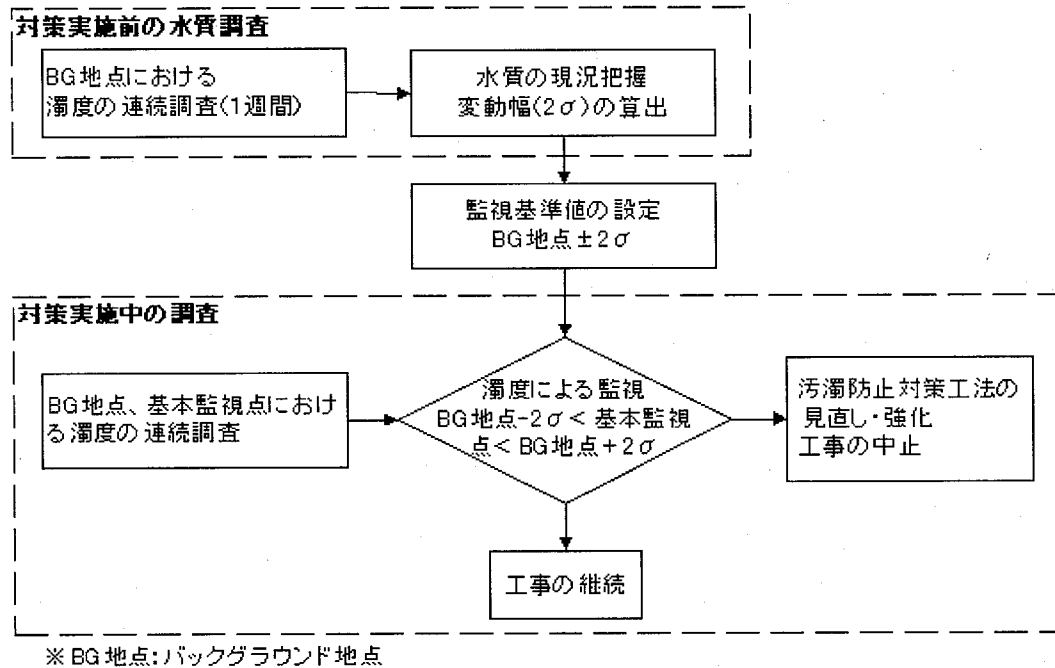 対策実施前の水質調査
BG地点における
濁度の連続調査(1週間)
水質の現況把握
変動幅(2σ)の算出
監視基準値の設定
BG地点±2σ
対策実施中の調査
BG地点、基本監視点におけ
る濁度の連続調査
濁度による監視
BG地点-2σ<基本監視
点<BG地点+2σ
汚濁防止対策工法の
見直し・強化
工事の中止
工事の継続
※BG地点:バックグラウンド地点